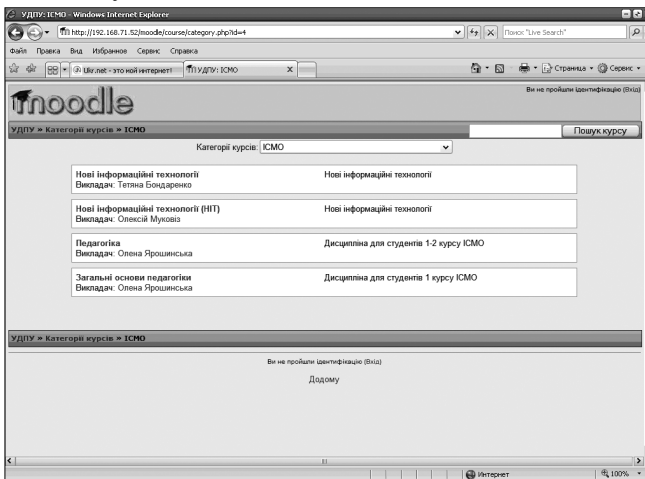 УДПУ: ІСМО - Windows Internet Explorer
http://192.168.71.52/moodle/course/category.php?id=4
Поиск "Live Search"
Файл Правка Вид Избранное Сервис Справка
Ukr.net - это мой интернет!
УДПУ: ІСМО
Страница
Сервис
moodle
Ви не пройшли ідентифікацію (Вхід)
УДПУ » Категорії курсів » ІСМО
Пошук курсу
Категорії курсів: ІСМО
Нові інформаційні технології
Викладач: Тетяна Бондаренко
Нові інформаційні технології
Нові інформаційні технології (НІТ)
Викладач: Олексій Муковіз
Нові інформаційні технології
Педагогіка
Викладач: Олена Ярошинська
Дисципліна для студентів 1-2 курсу ІСМО
Загальні основи педагогіки
Викладач: Олена Ярошинська
Дисципліна для студентів 1 курсу ІСМО
УДПУ » Категорії курсів » ІСМО
Ви не пройшли ідентифікацію (Вхід)
Додому
Интернет
100%